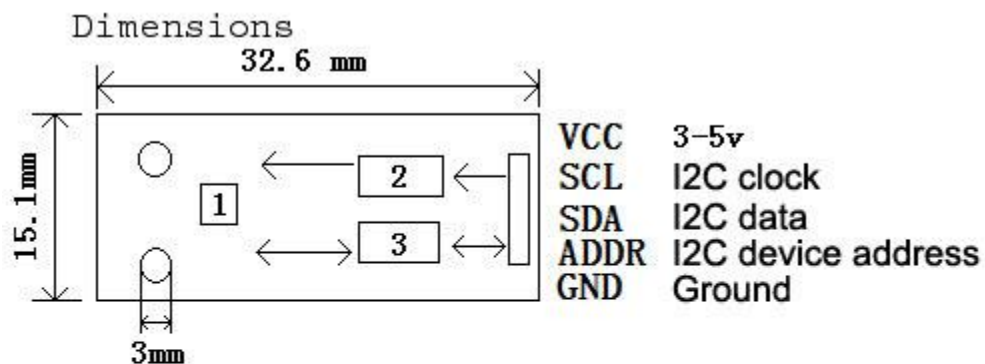 Dimensions
32.6 mm
15.1mm
1
2
3
3mm
VCC 3-5v
SCL I2C clock
SDA I2C data
ADDR I2C device address
GND Ground